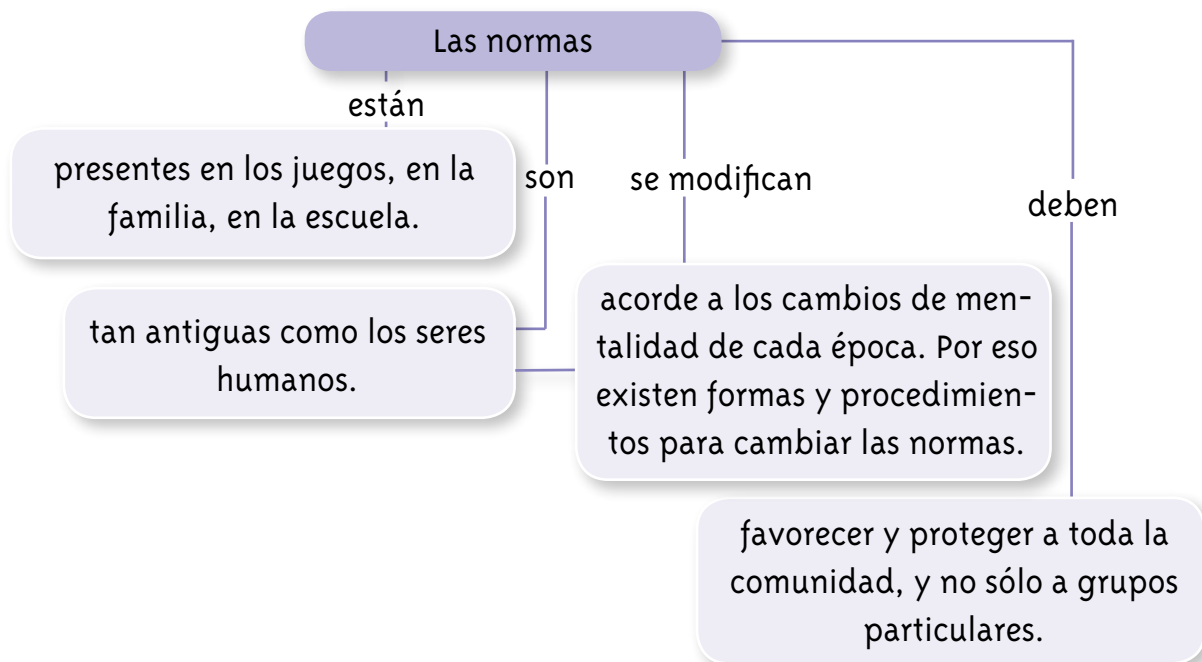 Las normas
están
presentes en los juegos, en la
familia, en la escuela.
son
tan antiguas como los seres
humanos.
se modifican
acorde a los cambios de men-
talidad de cada época. Por eso
existen formas y procedimien-
tos para cambiar las normas.
deben
favorecer y proteger a toda la
comunidad, y no sólo a grupos
particulares.